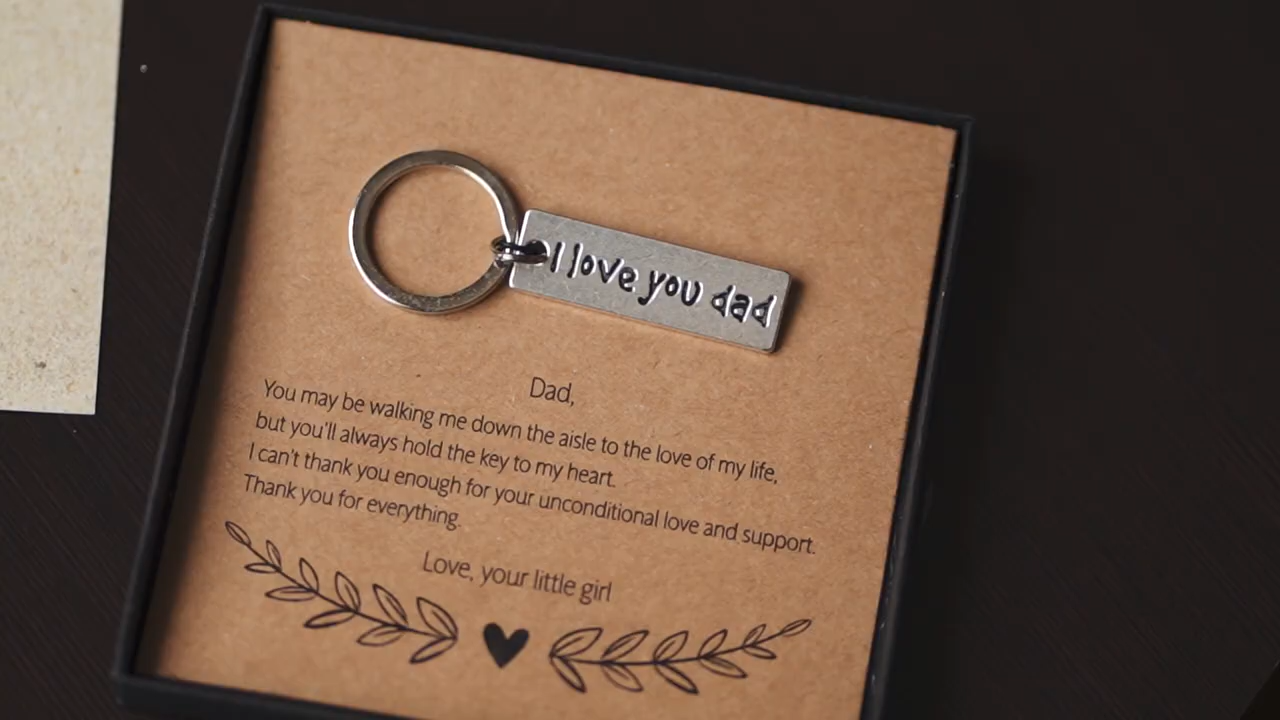 I love you dad
Dad,
You may be walking me down the aisle to the love of my life,
but you'll always hold the key to my heart.
I can't thank you enough for your unconditional love and support.
Thank you for everything.
Love, your little girl